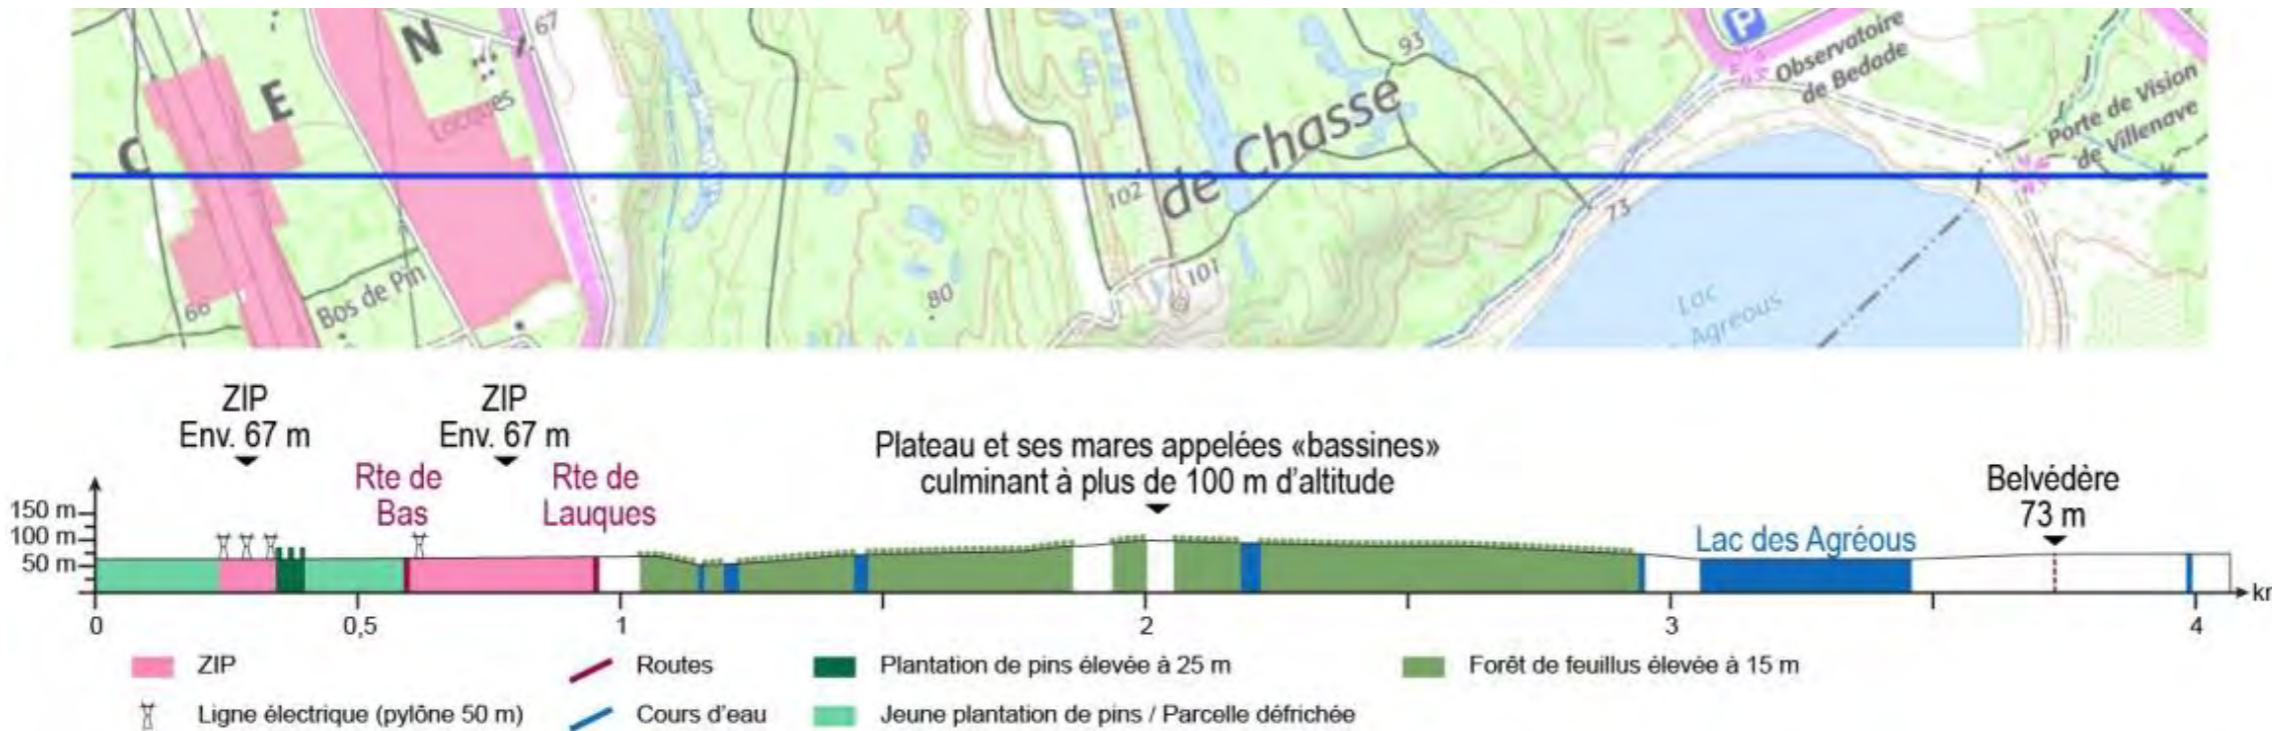 N
67
E
C
Locques
66
Bos de Pin
93
102
de Chasse
80
101
73
P
Observatoire
de Bedade
Porte de Vision
de Villenave
Lac
Agréous
ZIP
Env. 67 m
ZIP
Env. 67 m
Rte de
Bas
Rte de
Lauques
Plateau et ses mares appelées «bassines»
culminant à plus de 100 m d'altitude
Belvédère
73 m
Lac des Agréous
150 m
100 m
50 m
0
0,5
1
2
3
4
ZIP
Routes
Plantation de pins élevée à 25 m
Forêt de feuillus élevée à 15 m
Ligne électrique (pylône 50 m)
Cours d'eau
Jeune plantation de pins / Parcelle défrichée